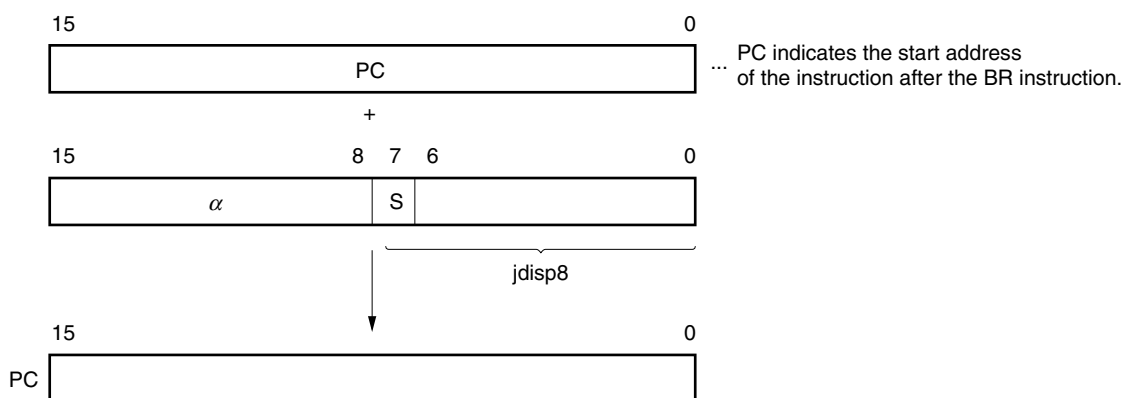 15 0
PC
... PC indicates the start address
of the instruction after the BR instruction.
+
15 8 7 6 0
α S
jdisp8
15 0
PC